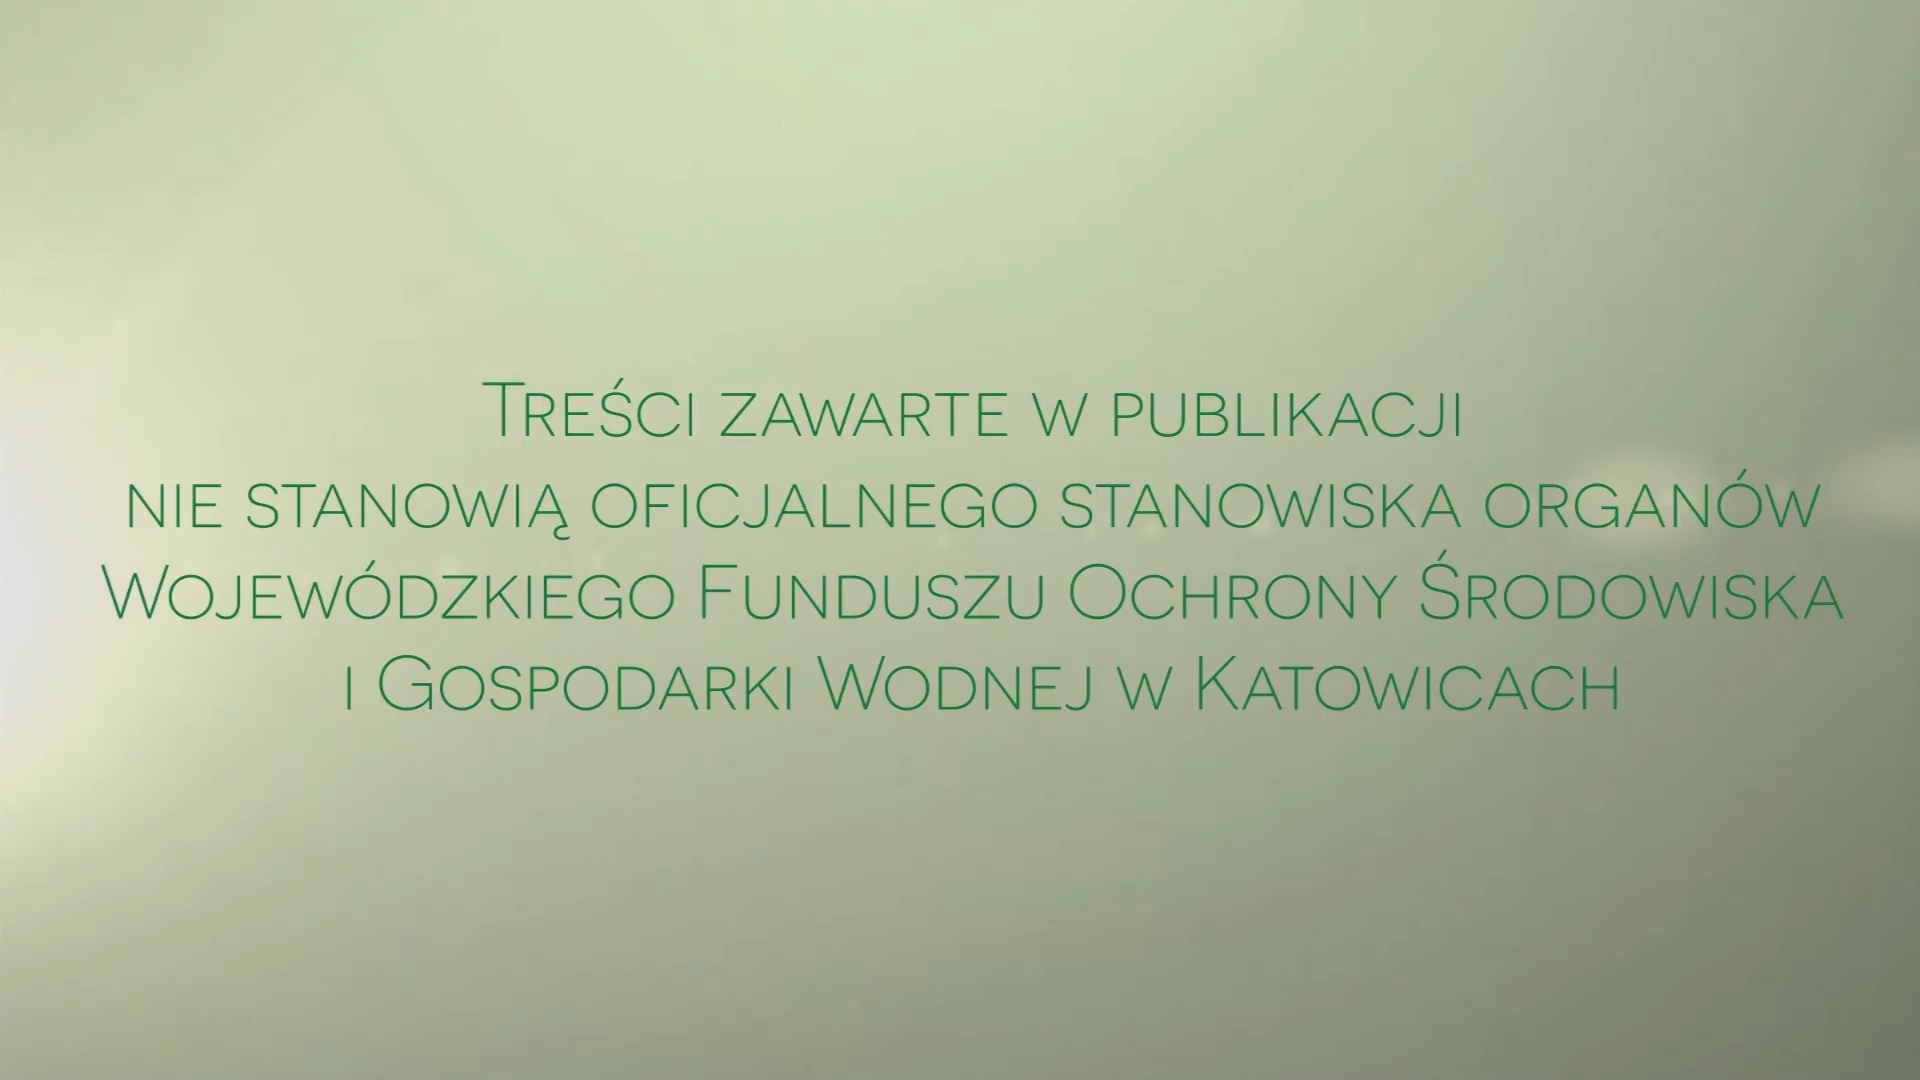 Treści zawarte w publikacji
nie stanowią oficjalnego stanowiska organów
Wojewódzkiego Funduszu Ochrony Środowiska
i Gospodarki Wodnej w Katowicach